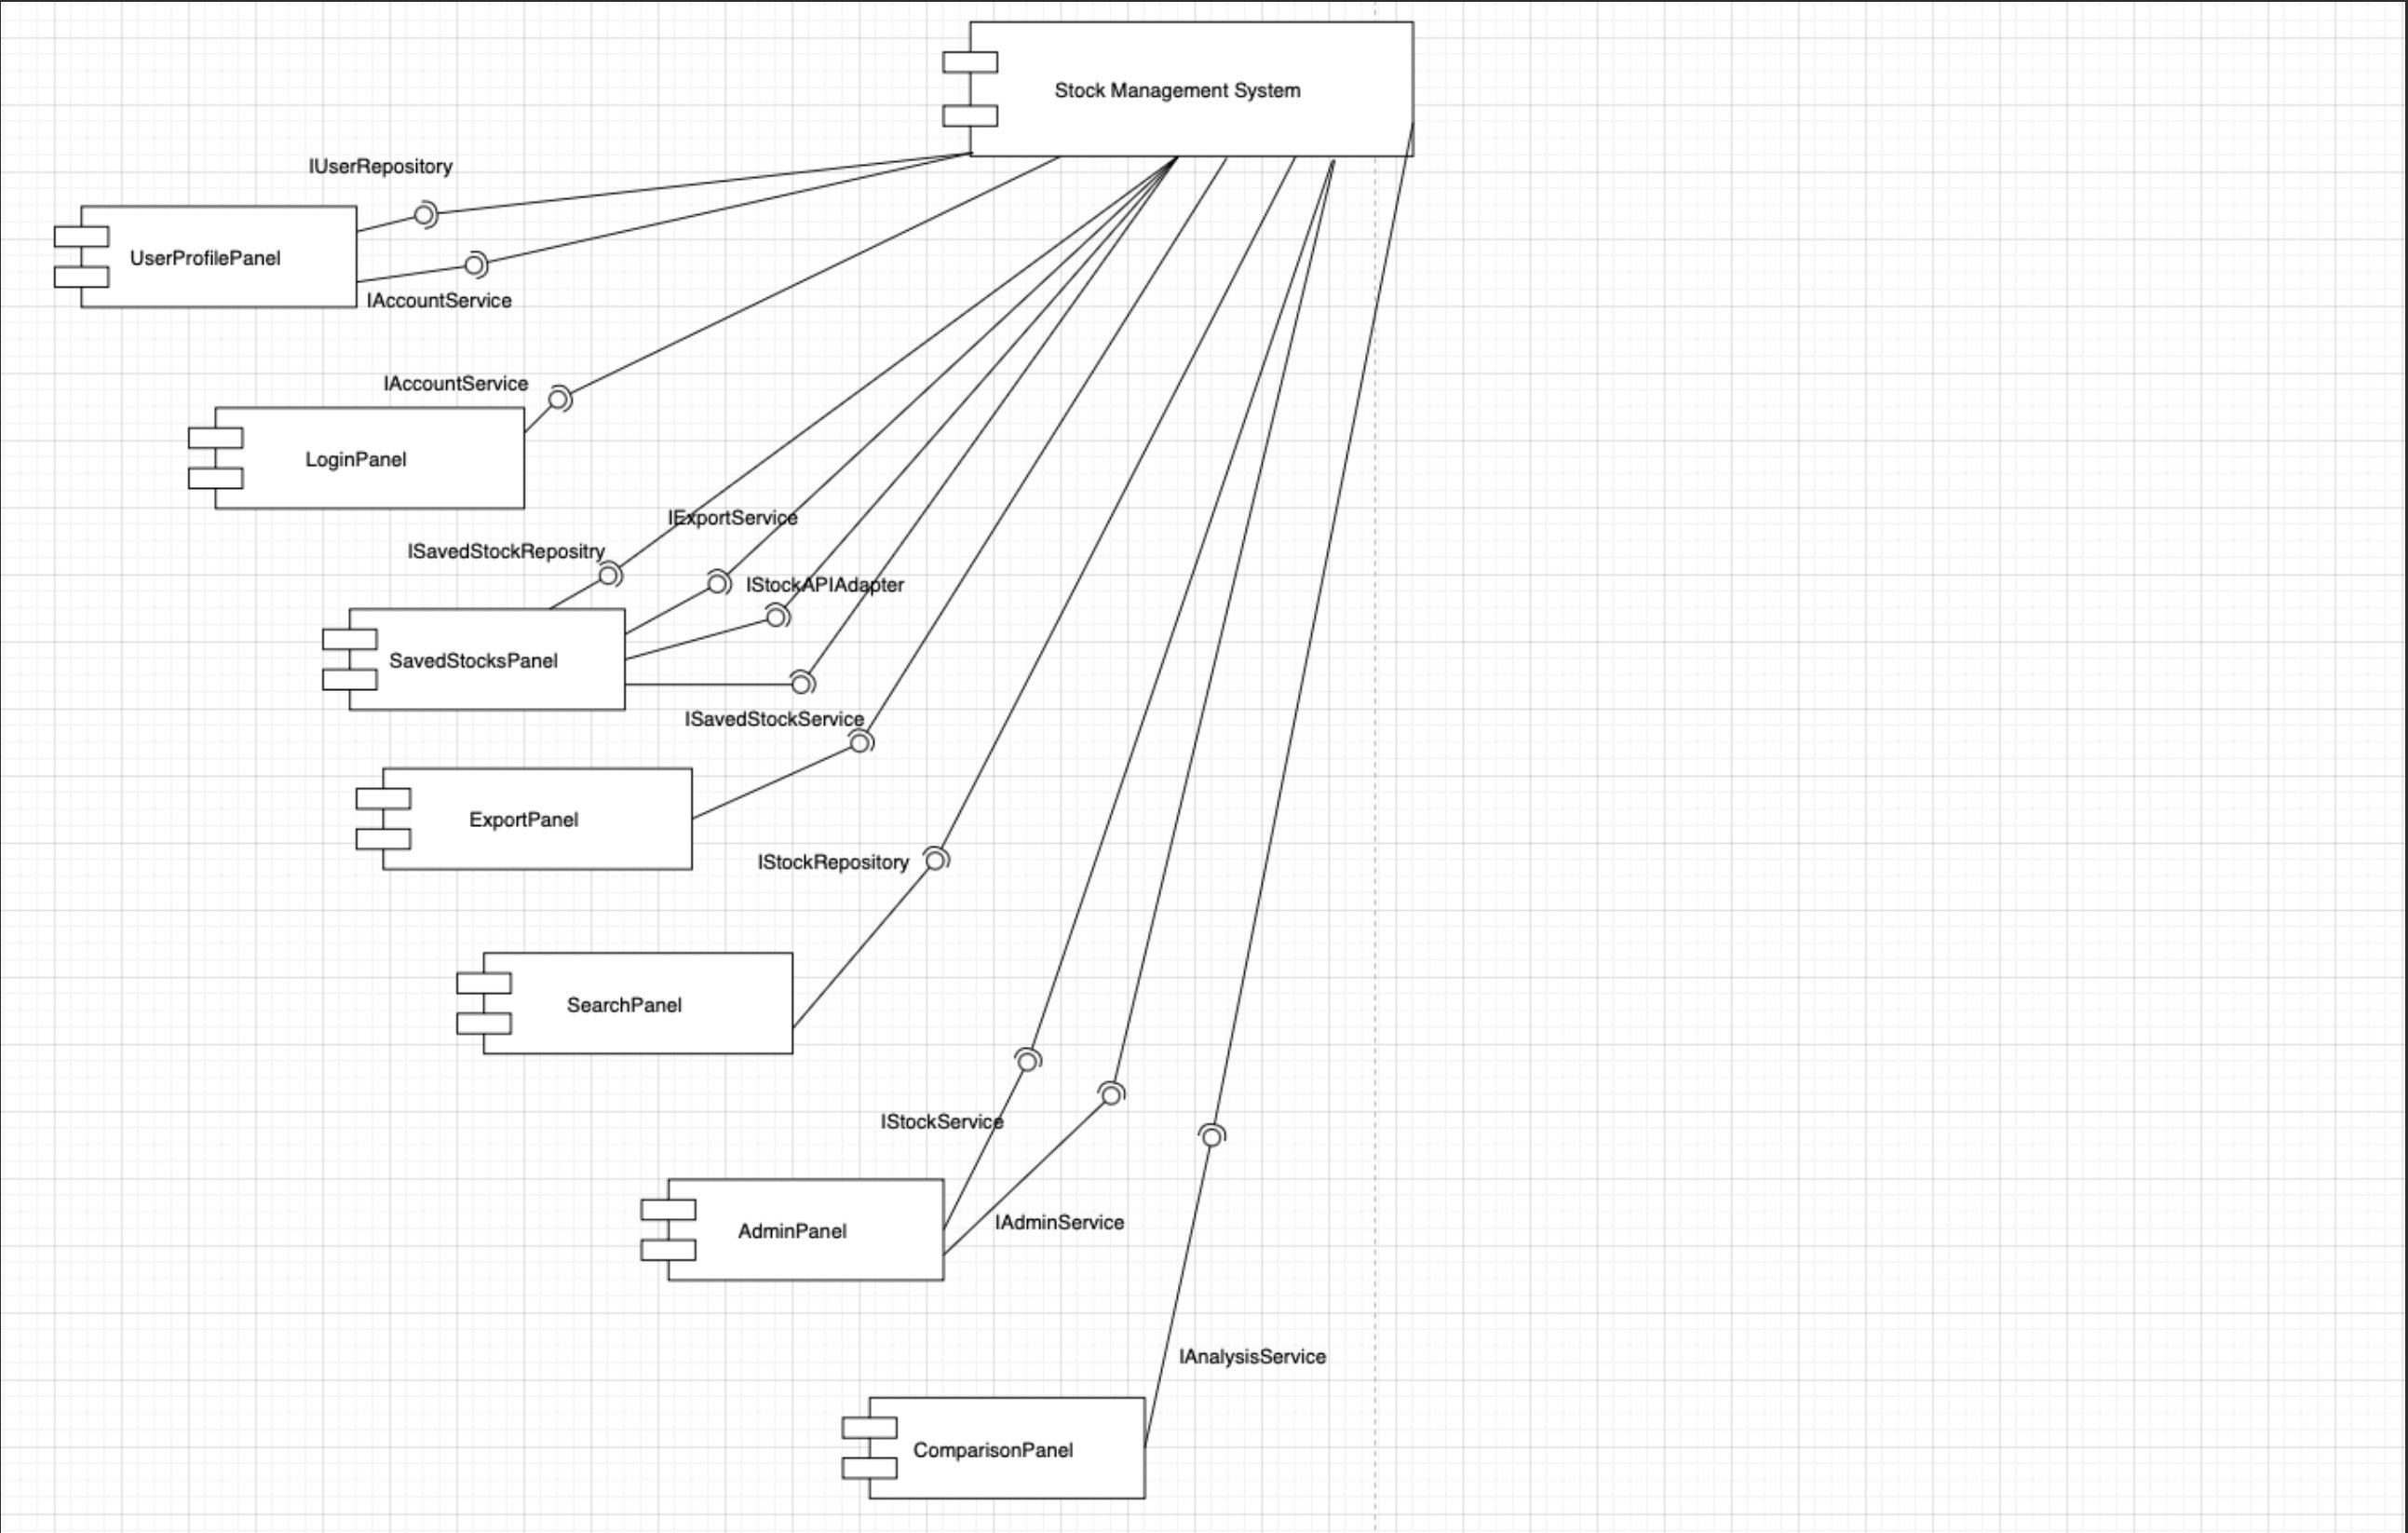 Stock Management System
IUserRepository
UserProfilePanel
IAccountService
IAccountService
LoginPanel
IExportService
ISavedStockRepositry
IStockAPIAdapter
SavedStocksPanel
ISavedStockService
ExportPanel
IStockRepository
SearchPanel
IStockService
IAdminService
AdminPanel
IAnalysisService
ComparisonPanel